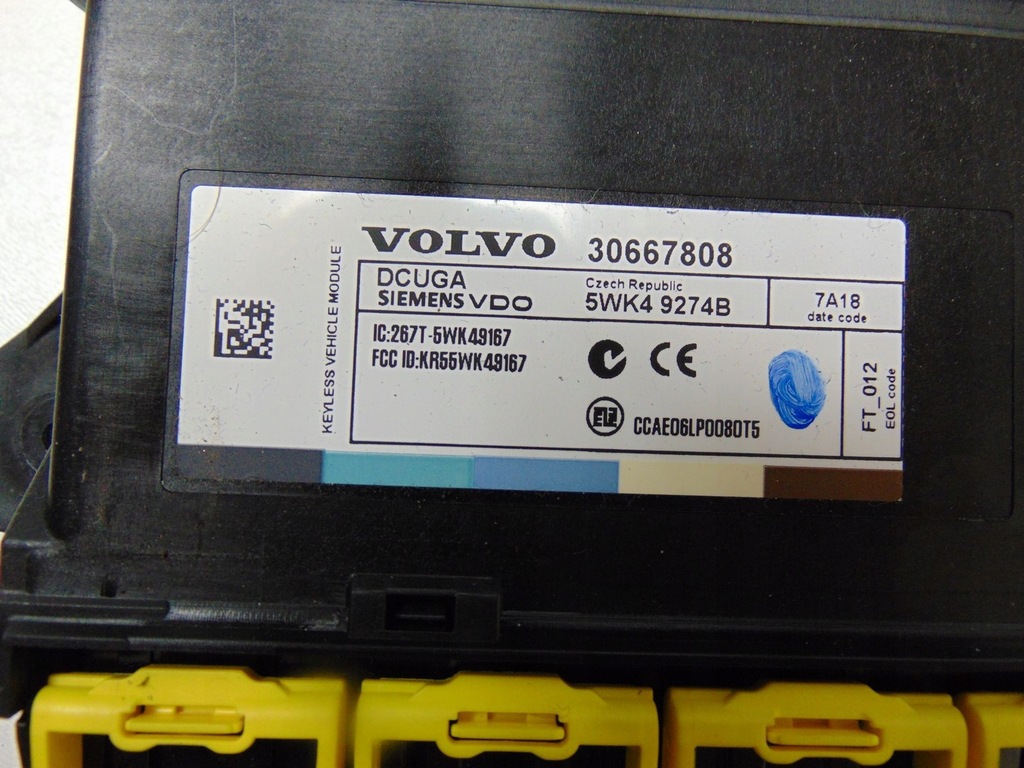 VOLVO 30667808
KEYLESS VEHICLE MODULE
DCUGA
SIEMENS VDO
Czech Republic
5WK4 9274B
7A18
date code
IC:267T-5WK49167
FCC ID:KR55WK49167
CE
ELE
CCAE06LP0080T5
FT_012
EOL code